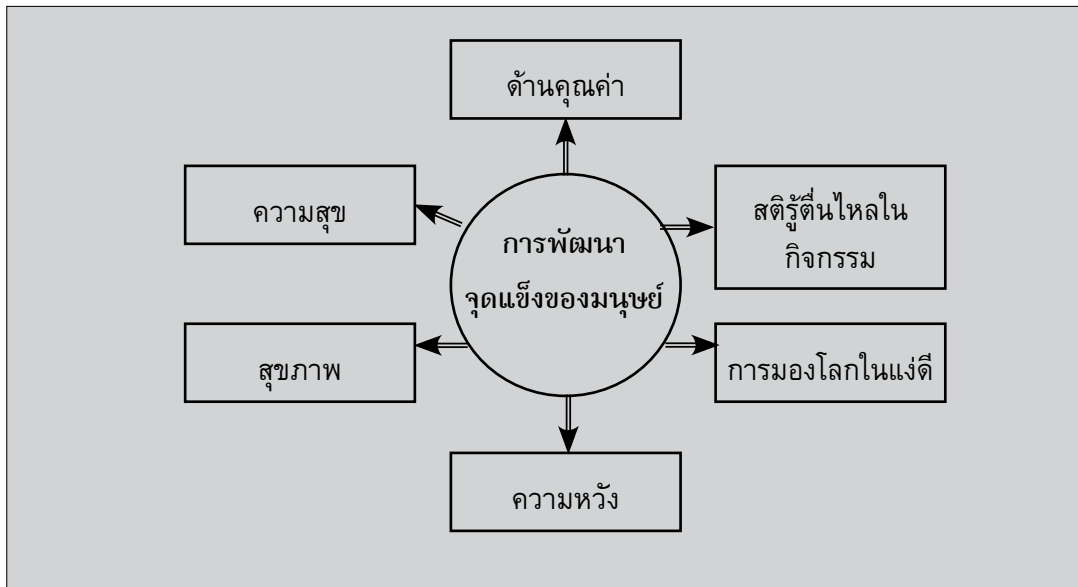 ด้านคุณค่า
ความสุข
สติรู้ตื่นไหลใน
กิจกรรม
การพัฒนา
จุดแข็งของมนุษย์
สุขภาพ
การมองโลกในแง่ดี
ความหวัง